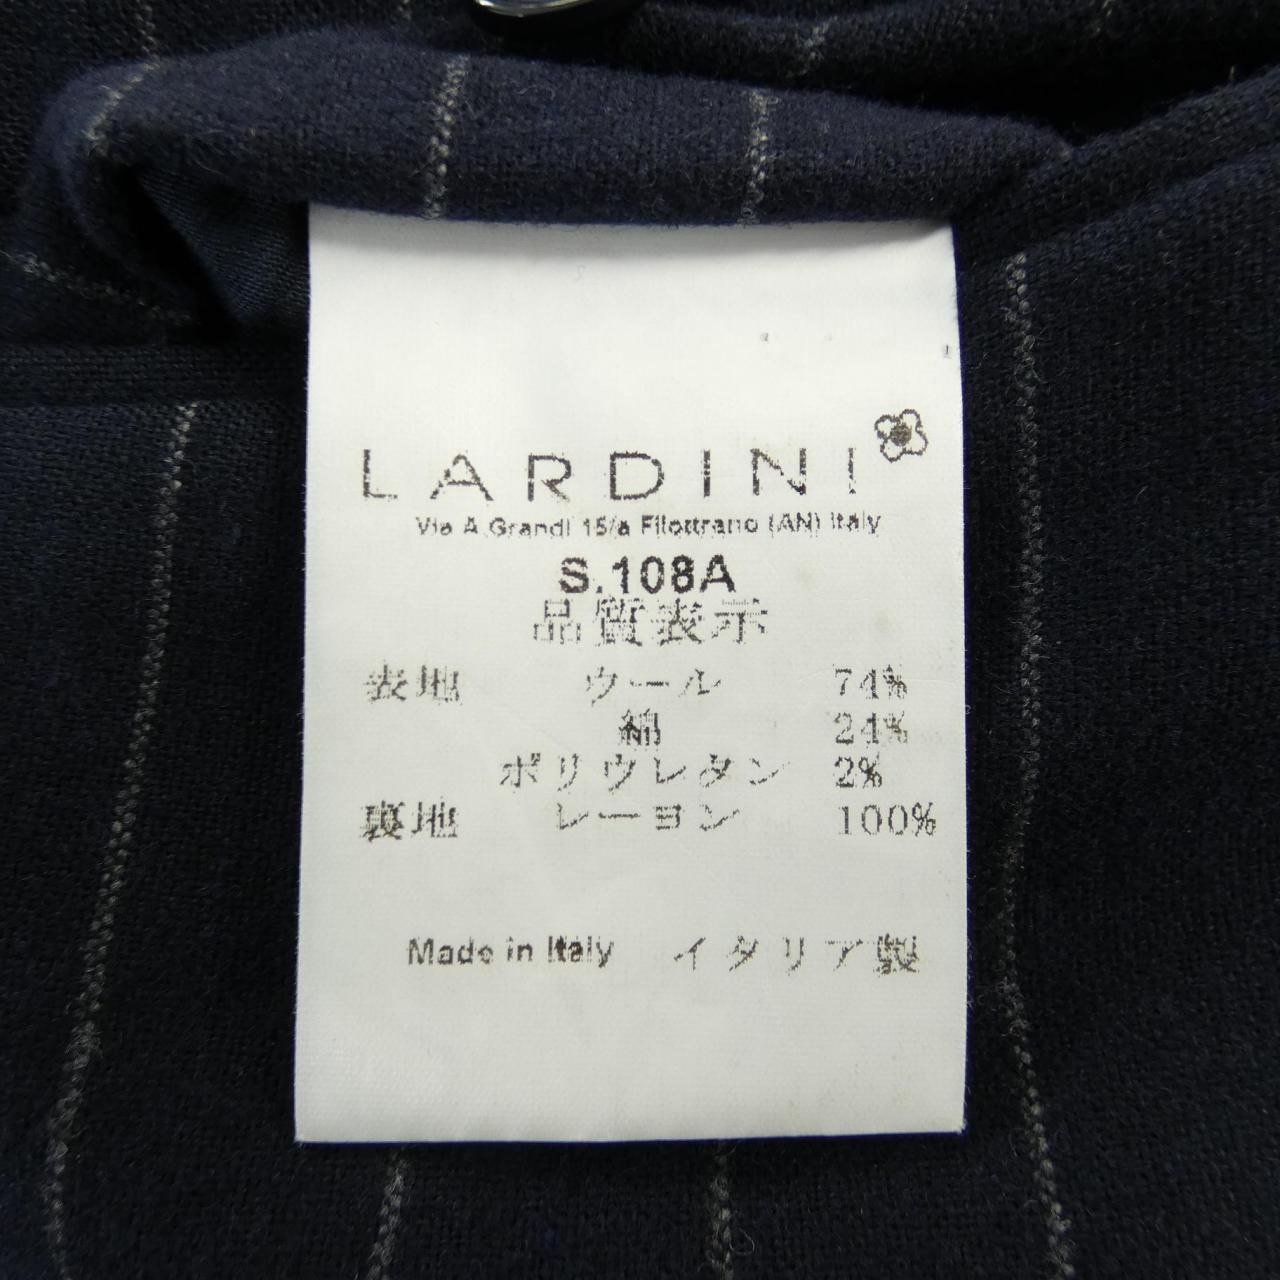 LARDINI
Via A.Grandi 15/a Filottrano (AN) Italy
S.108A
品質表示
表地 ウール 74%
綿 24%
ポリウレタン 2%
裏地 レーヨン 100%
Made in Italy イタリア製